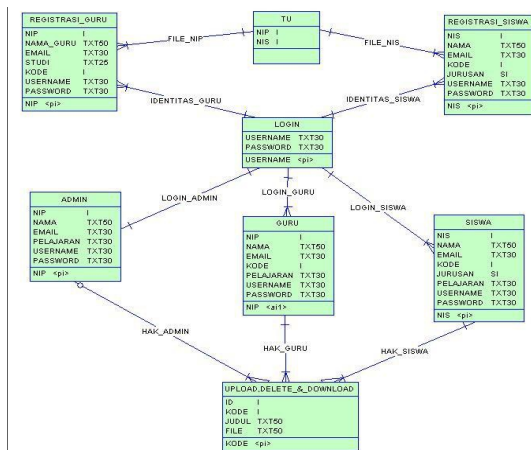 REGISTRASI_GURU
NIP I
NAMA_GURU TXT50
EMAIL TXT30
STUDI TXT25
KODE I
USERNAME TXT30
PASSWORD TXT30
NIP <pi>
FILE_NIP
TU
NIP I
NIS I
FILE_NIS
REGISTRASI_SISWA
NIS I
NAMA TXT50
EMAIL TXT30
KODE I
JURUSAN SI
USERNAME TXT30
PASSWORD TXT30
NIS <pi>
IDENTITAS_GURU
IDENTITAS_SISWA
LOGIN
USERNAME TXT30
PASSWORD TXT30
USERNAME <pi>
LOGIN_ADMIN
LOGIN_GURU
LOGIN_SISWA
ADMIN
NIP I
NAMA TXT50
EMAIL TXT30
PELAJARAN TXT30
USERNAME TXT30
PASSWORD TXT30
NIP <pi>
GURU
NIP I
NAMA TXT50
EMAIL TXT30
KODE I
PELAJARAN TXT30
USERNAME TXT30
PASSWORD TXT30
NIP <ai1>
SISWA
NIS I
NAMA TXT50
EMAIL TXT30
KODE I
JURUSAN SI
PELAJARAN TXT30
USERNAME TXT30
PASSWORD TXT30
NIS <pi>
HAK_ADMIN
HAK_GURU
HAK_SISWA
UPLOAD,DELETE_&_DOWNLOAD
ID I
KODE I
JUDUL TXT50
FILE TXT50
KODE <pi>